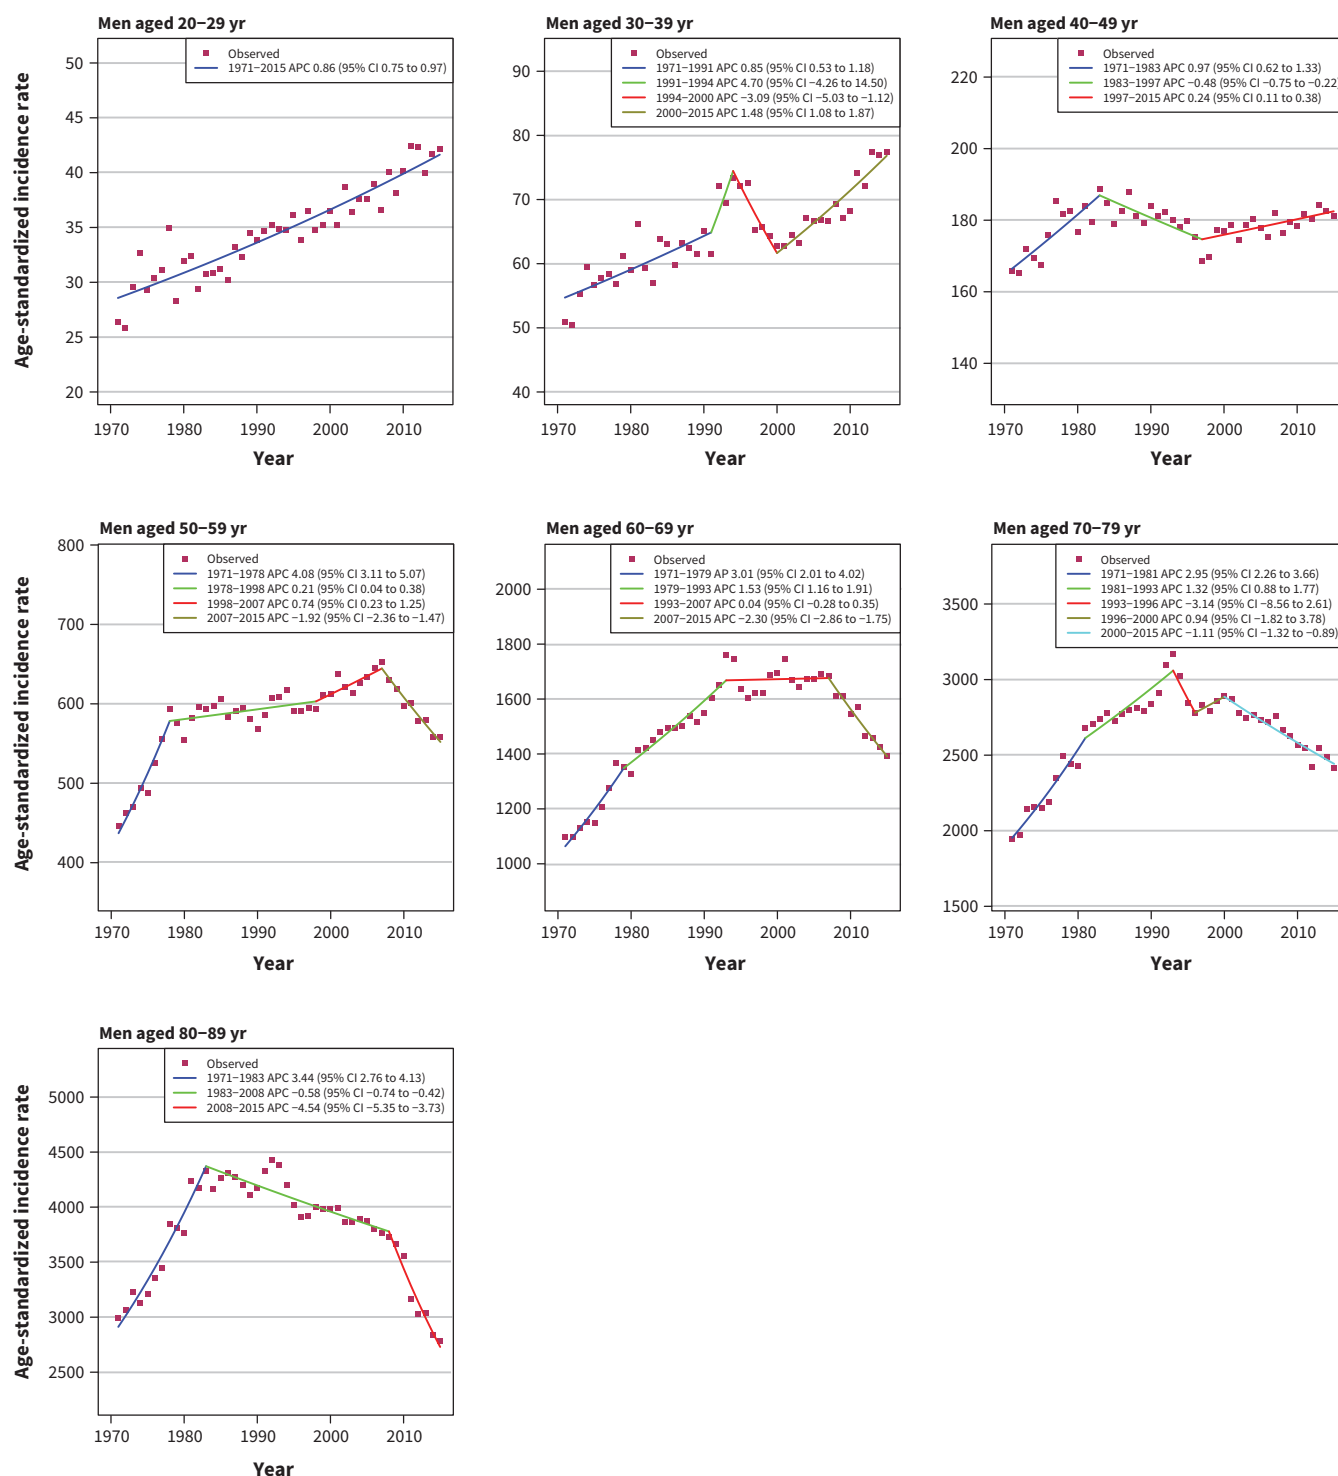 Men aged 20−29 yr
Observed
1971−2015 APC 0.86 (95% CI 0.75 to 0.97)
50
45
40
35
30
25
20
1970 1980 1990 2000 2010
Year
Age-standardized incidence rate
Men aged 30−39 yr
Observed
1971−1991 APC 0.85 (95% CI 0.53 to 1.18)
1991−1994 APC 4.70 (95% CI −4.26 to 14.50)
1994−2000 APC −3.09 (95% CI −5.03 to −1.12)
2000−2015 APC 1.48 (95% CI 1.08 to 1.87)
90
80
70
60
50
40
1970 1980 1990 2000 2010
Year
Men aged 40−49 yr
Observed
1971−1983 APC 0.97 (95% CI 0.62 to 1.33)
1983−1997 APC −0.48 (95% CI −0.75 to −0.22)
1997−2015 APC 0.24 (95% CI 0.11 to 0.38)
220
200
180
160
140
1970 1980 1990 2000 2010
Year
Men aged 50−59 yr
Observed
1971−1978 APC 4.08 (95% CI 3.11 to 5.07)
1978−1998 APC 0.21 (95% CI 0.04 to 0.38)
1998−2007 APC 0.74 (95% CI 0.23 to 1.25)
2007−2015 APC −1.92 (95% CI −2.36 to −1.47)
800
700
600
500
400
1970 1980 1990 2000 2010
Year
Age-standardized incidence rate
Men aged 60−69 yr
Observed
1971−1979 AP 3.01 (95% CI 2.01 to 4.02)
1979−1993 APC 1.53 (95% CI 1.16 to 1.91)
1993−2007 APC 0.04 (95% CI −0.28 to 0.35)
2007−2015 APC −2.30 (95% CI −2.86 to −1.75)
2000
1800
1600
1400
1200
1000
1970 1980 1990 2000 2010
Year
Men aged 70−79 yr
Observed
1971−1981 APC 2.95 (95% CI 2.26 to 3.66)
1981−1993 APC 1.32 (95% CI 0.88 to 1.77)
1993−1996 APC −3.14 (95% CI −8.56 to 2.61)
1996−2000 APC 0.94 (95% CI −1.82 to 3.78)
2000−2015 APC −1.11 (95% CI −1.32 to −0.89)
3500
3000
2500
2000
1500
1970 1980 1990 2000 2010
Year
Men aged 80−89 yr
Observed
1971−1983 APC 3.44 (95% CI 2.76 to 4.13)
1983−2008 APC −0.58 (95% CI −0.74 to −0.42)
2008−2015 APC −4.54 (95% CI −5.35 to −3.73)
5000
4500
4000
3500
3000
2500
1970 1980 1990 2000 2010
Year
Age-standardized incidence rate